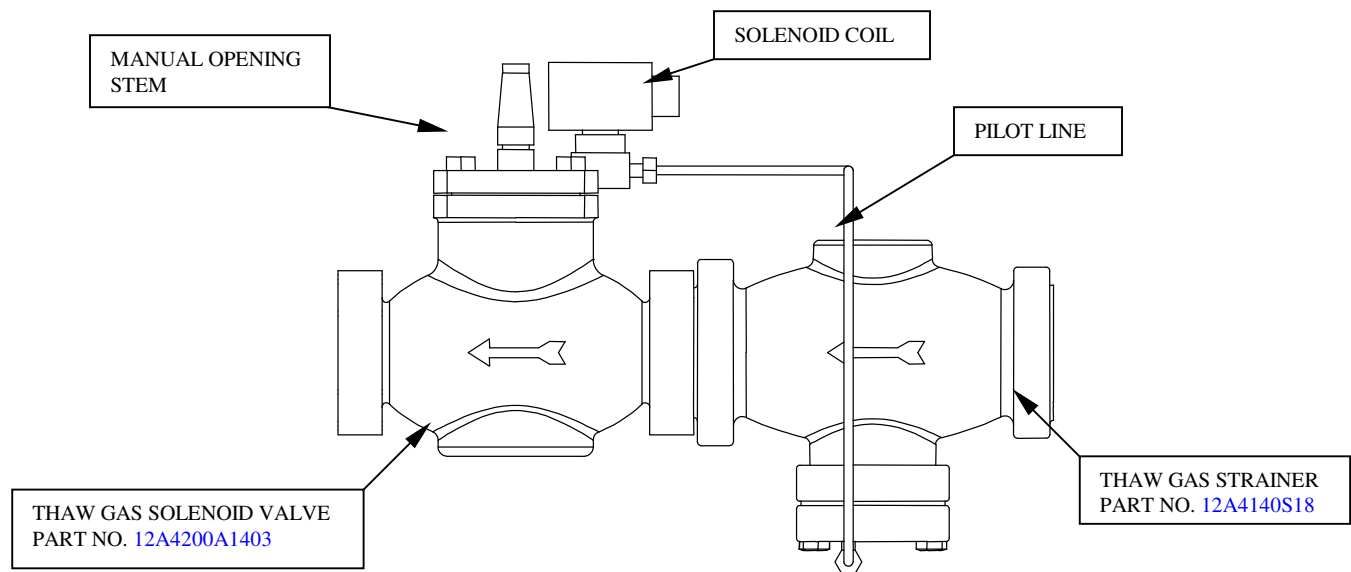 SOLENOID COIL
MANUAL OPENING
STEM
PILOT LINE
THAW GAS STRAINER
PART NO. 12A4140S18
THAW GAS SOLENOID VALVE
PART NO. 12A4200A1403